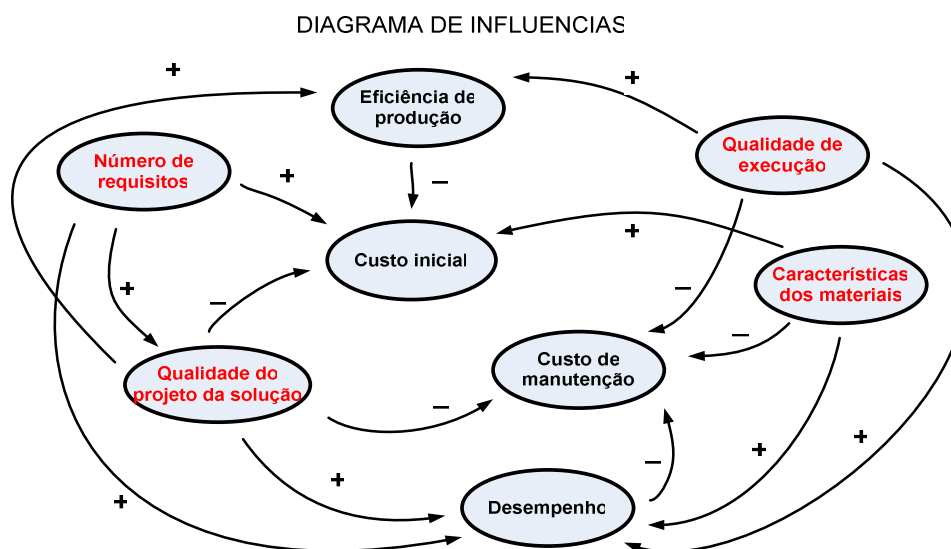 DIAGRAMA DE INFLUENCIAS
+
+
Eficiência de
produção
Qualidade de
execução
Número de
requisitos
+
–
+
Custo inicial
Características
dos materiais
+
–
–
–
Custo de
manutenção
Qualidade do
projeto da solução
–
+
+
–
+
+
Desempenho